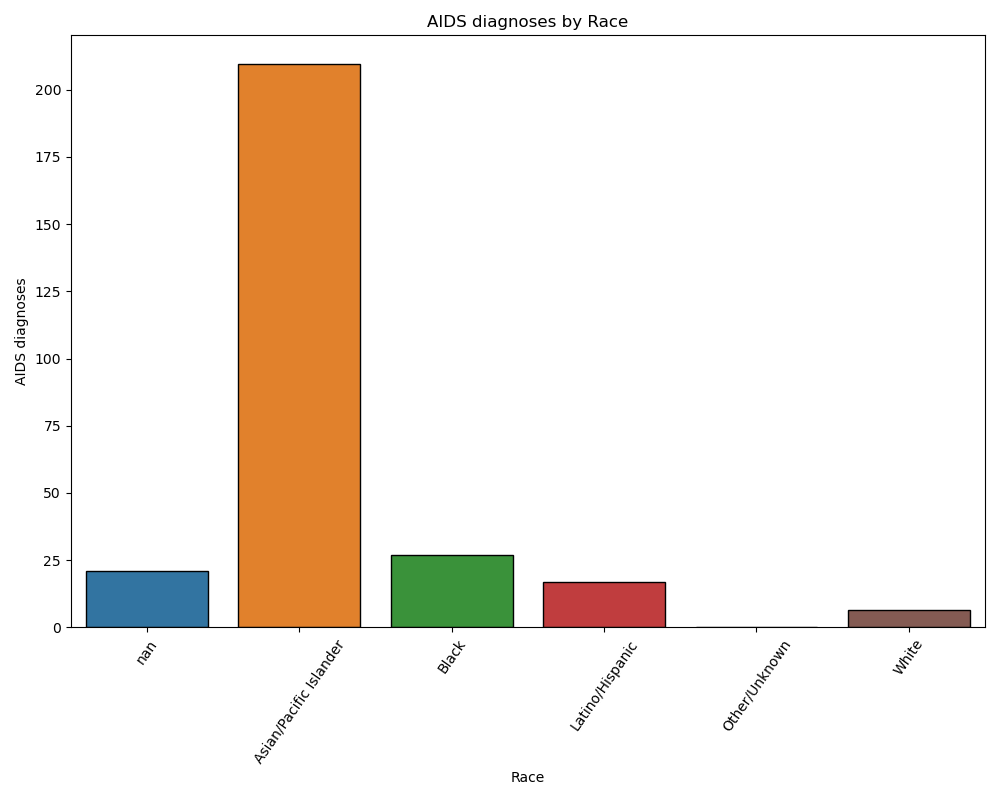 AIDS diagnoses by Race
AIDS diagnoses
200
175
150
125
100
75
50
25
0
nan
Asian/Pacific Islander
Black
Latino/Hispanic
Other/Unknown
White
Race